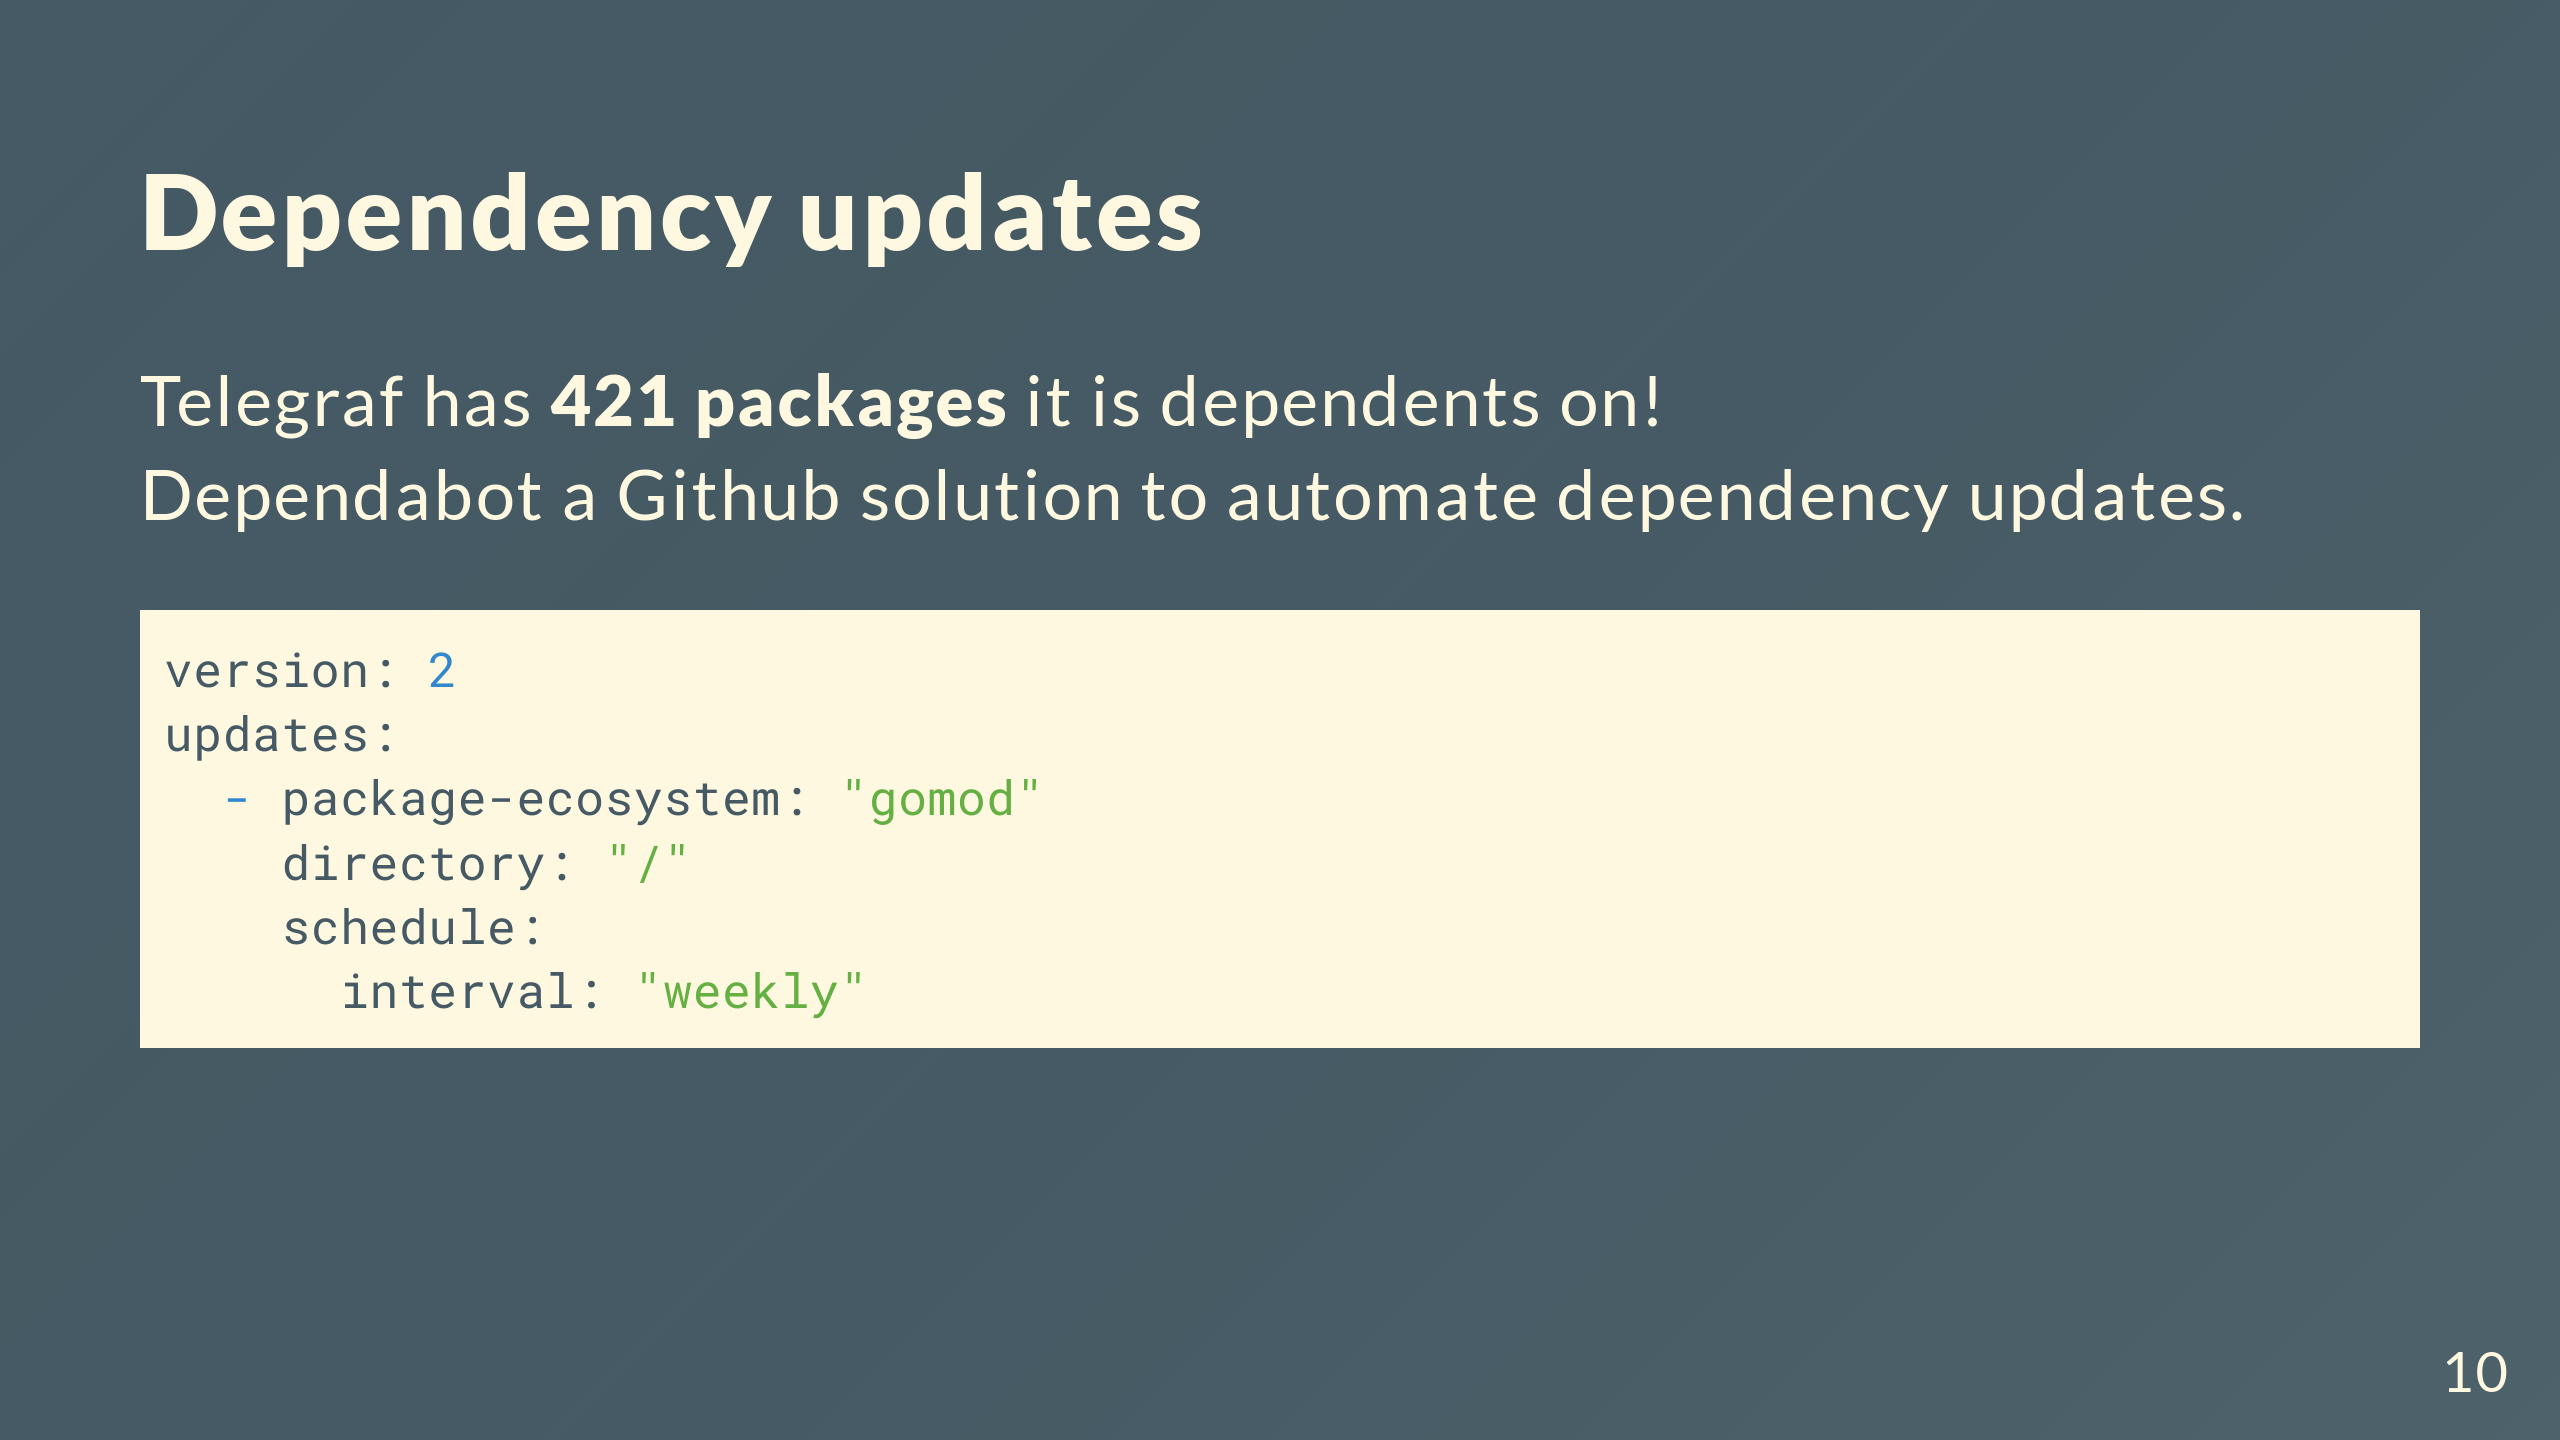 Dependency updates
Telegraf has 421 packages it is dependents on!
Dependabot a Github solution to automate dependency updates.
version: 2
updates:
  - package-ecosystem: "gomod"
    directory: "/"
    schedule:
      interval: "weekly"
10